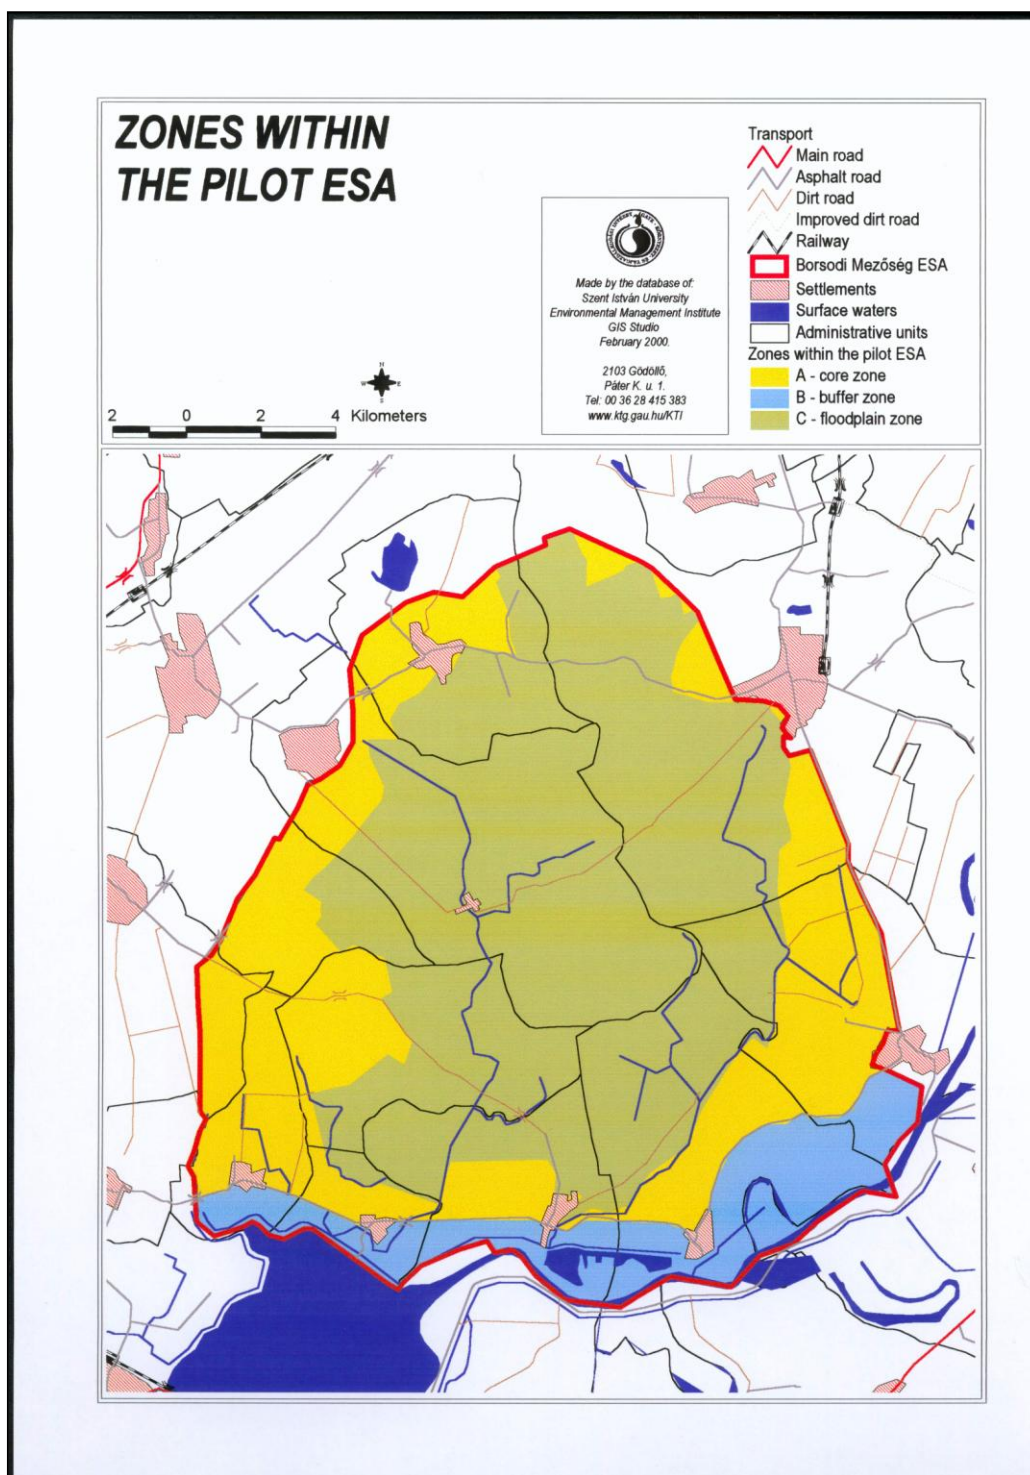 ZONES WITHIN
THE PILOT ESA
N
W E
S
2 0 2 4 Kilometers
Made by the database of:
Szent István University
Environmental Management Institute
GIS Studio
February 2000.
2103 Gödöllő,
Páter K. u. 1.
Tel: 00 36 28 415 383
www.ktg.gau.hu/KTI
Transport
Main road
Asphalt road
Dirt road
Improved dirt road
Railway
Borsodi Mezőség ESA
Settlements
Surface waters
Administrative units
Zones within the pilot ESA
A - core zone
B - buffer zone
C - floodplain zone